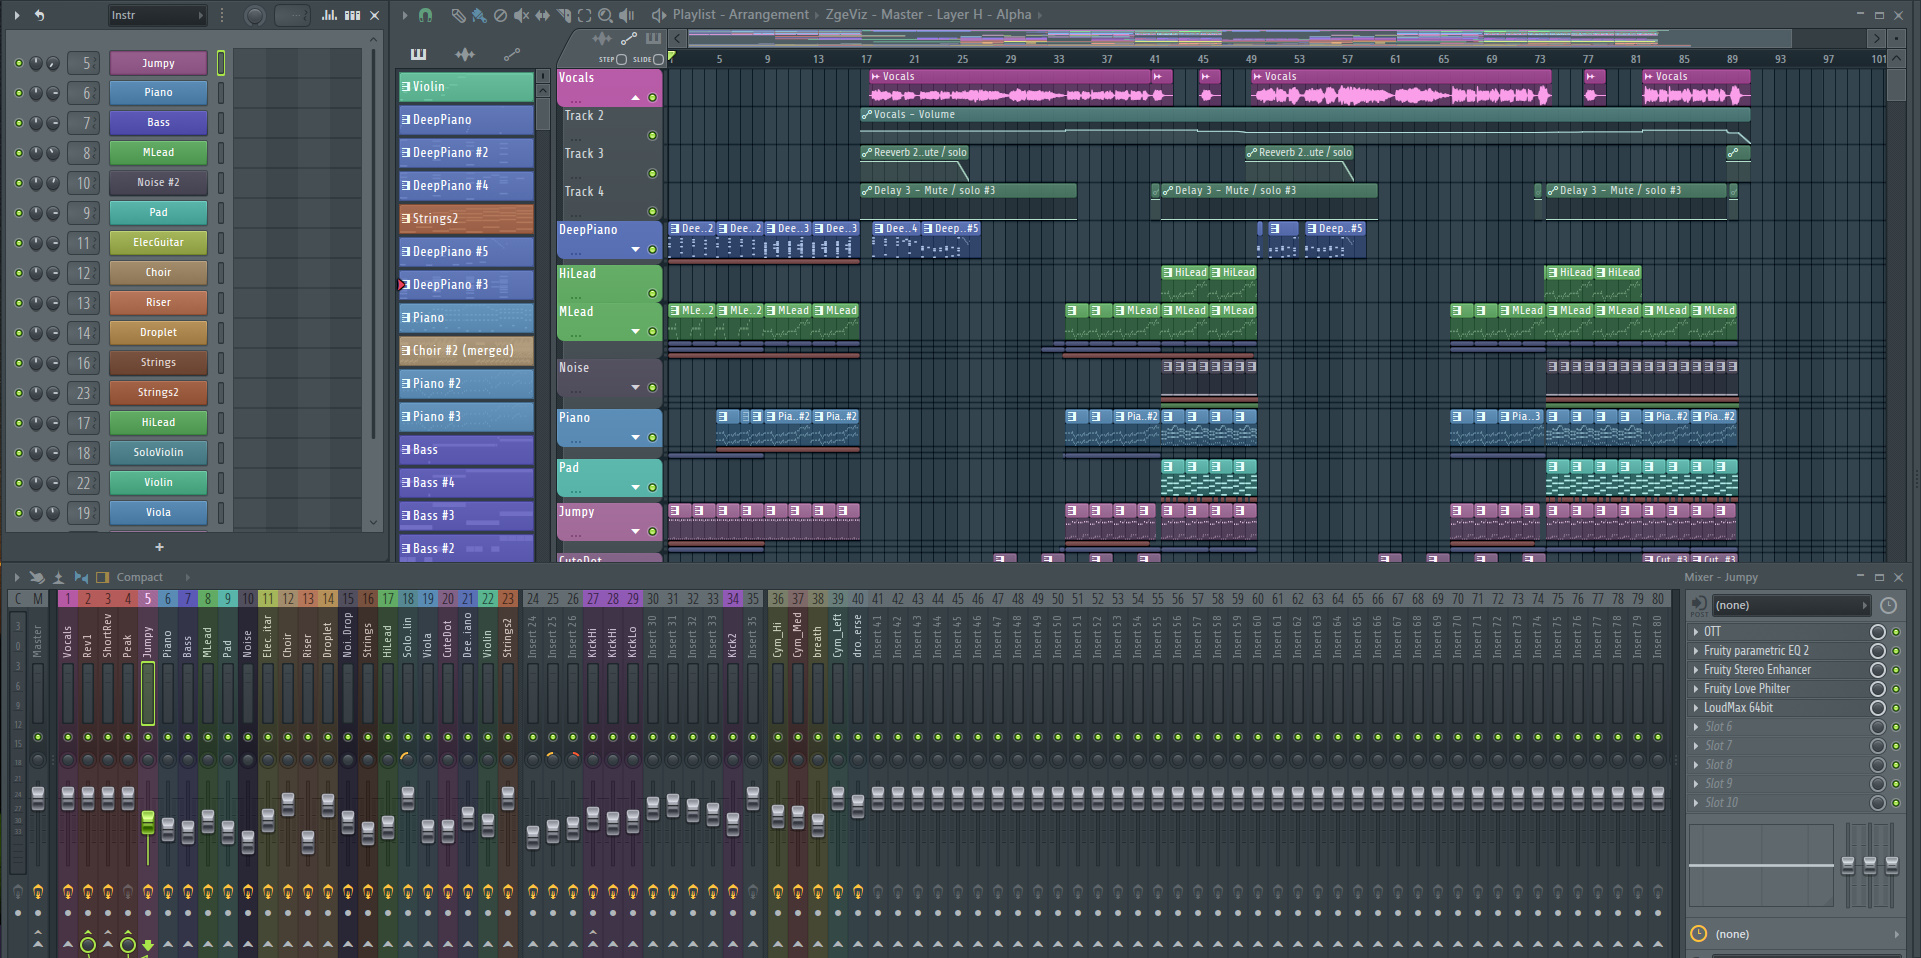 Instr
5 Jumpy
6 Piano
7 Bass
8 MLead
10 Noise #2
9 Pad
11 ElecGuitar
12 Choir
13 Riser
14 Droplet
16 Strings
23 Strings2
17 HiLead
18 SoloViolin
22 Violin
19 Viola
+
Playlist - Arrangement ZgeViz - Master - Layer H - Alpha
STEP SLIDE
5 9 13 17 21 25 29 33 37 41 45 49 53 57 61 65 69 73 77 81 85 89 93 97 101
Violin
DeepPiano
DeepPiano #2
DeepPiano #4
Strings2
DeepPiano #5
DeepPiano #3
Piano
Choir #2 (merged)
Piano #2
Piano #3
Bass
Bass #4
Bass #3
Bass #2
Vocals Vocals Vocals Vocals
Track 2 Vocals - Volume
Track 3 Reeverb 2..ute / solo Reeverb 2..ute / solo
Track 4 Delay 3 - Mute / solo #3 Delay 3 - Mute / solo #3 Delay 3 - Mute / solo #3
DeepPiano Dee..2 Dee..2 Dee..3 Dee..3 Dee..4 Deep..#5 Deep..#5
HiLead HiLead HiLead HiLead HiLead
MLead MLe..2 MLe..2 MLead MLead MLead MLead MLead MLead MLead MLead MLead MLead
Noise
Piano Pia..#2 Pia..#2 Pia..#2 Pia..3 Pia..#2 Pia..#2
Pad
Jumpy
CuteDot Cut..#3 Cut..#3
Compact
Mixer - Jumpy
C M 1 2 3 4 5 6 7 8 9 10 11 12 13 14 15 16 17 18 19 20 21 22 23 24 25 26 27 28 29 30 31 32 33 34 35 36 37 38 39 40 41 42 43 44 45 46 47 48 49 50 51 52 53 54 55 56 57 58 59 60 61 62 63 64 65 66 67 68 69 70 71 72 73 74 75 76 77 78 79 80
Master
Vocals
Rev1
ShortRev
Peak
Jumpy
Piano
Bass
MLead
Pad
Noise
Elec..itar
Choir
Riser
Droplet
Noi..Drop
Strings
HiLead
Solo..lin
Viola
CuteDot
Dee..iano
Violin
Strings2
Insert 24
Insert 25
Insert 26
KickHi
KickHi
KickLo
Insert 30
Insert 31
Insert 32
Insert 33
Kick2
Insert 35
Cym_Hi
Cym_Med
breath
Cym_Left
dro..erse
Insert 41
Insert 42
Insert 43
Insert 44
Insert 45
Insert 46
Insert 47
Insert 48
Insert 49
Insert 50
Insert 51
Insert 52
Insert 53
Insert 54
Insert 55
Insert 56
Insert 57
Insert 58
Insert 59
Insert 60
Insert 61
Insert 62
Insert 63
Insert 64
Insert 65
Insert 66
Insert 67
Insert 68
Insert 69
Insert 70
Insert 71
Insert 72
Insert 73
Insert 74
Insert 75
Insert 76
Insert 77
Insert 78
Insert 79
Insert 80
3
0
3
6
9
12
15
18
21
24
27
30
33
POST (none)
OTT
Fruity parametric EQ 2
Fruity Stereo Enhancer
Fruity Love Philter
LoudMax 64bit
Slot 6
Slot 7
Slot 8
Slot 9
Slot 10
(none)